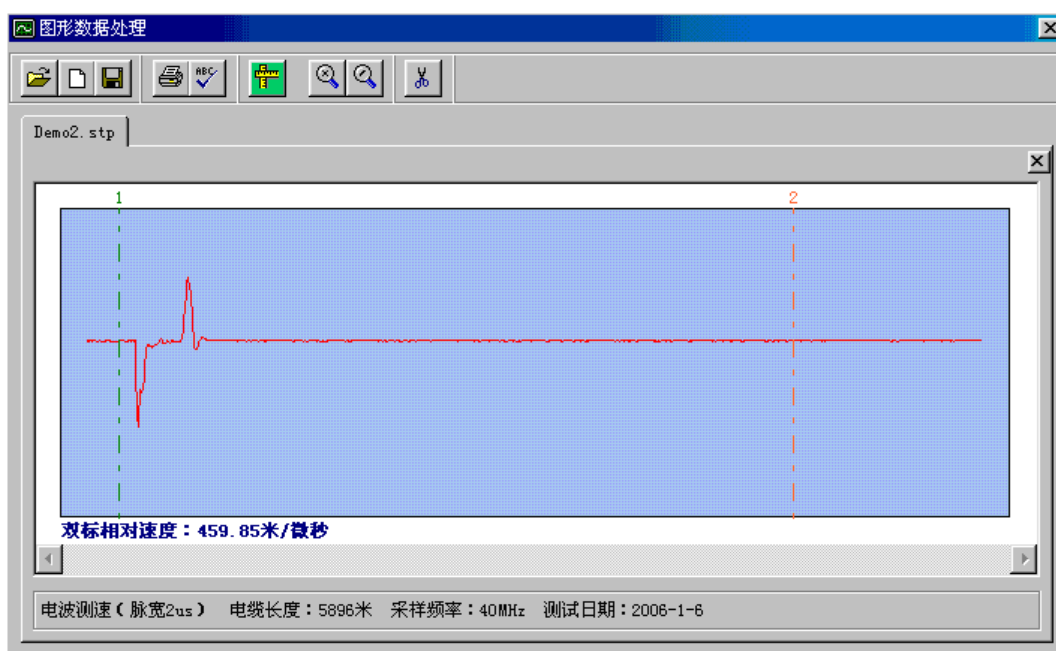 图形数据处理
ABC
Demo2.stp
1 2
双标相对速度：459.85米/微秒
电波测速(脉宽2us) 电缆长度：5896米 采样频率：40MHz 测试日期：2006-1-6